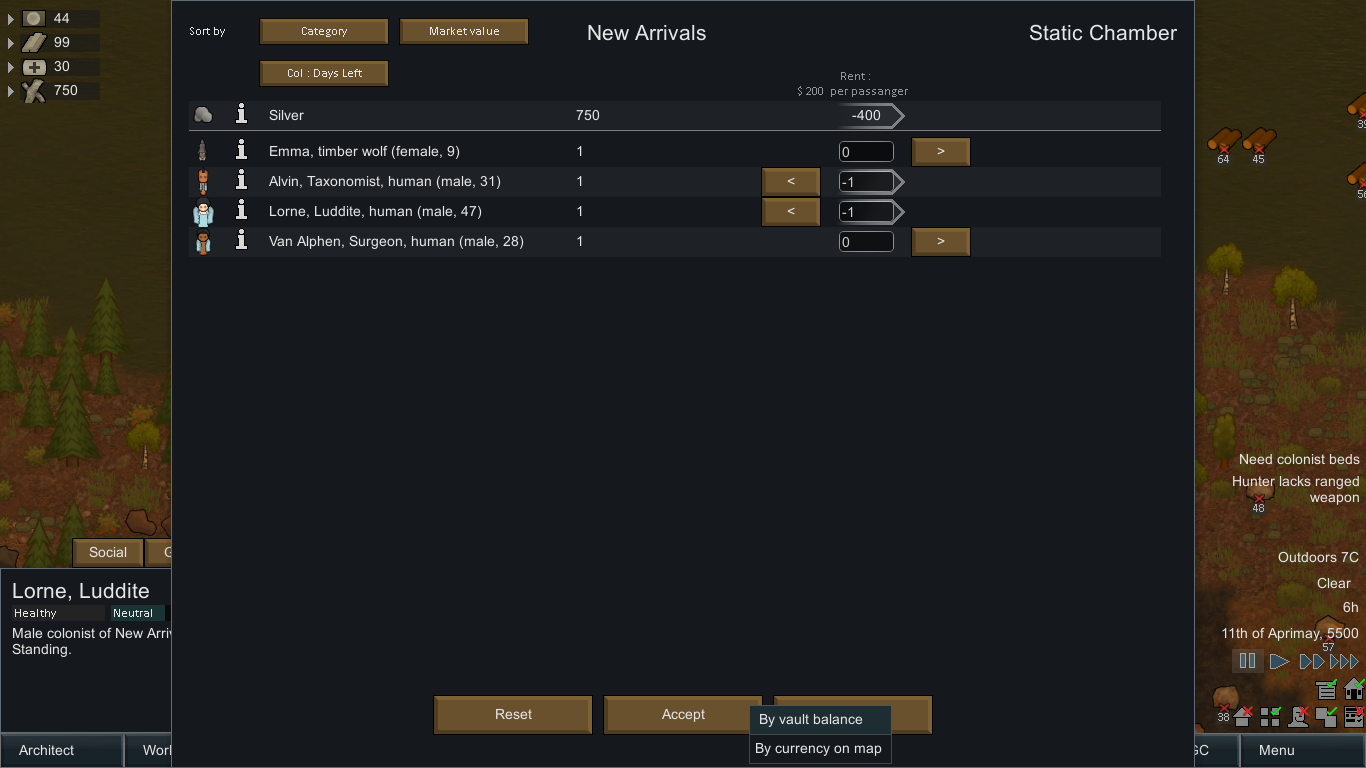 44
99
30
750
Sort by
Category
Market value
New Arrivals
Static Chamber
Col : Days Left
Rent :
$ 200 per passanger
Silver 750 -400
Emma, timber wolf (female, 9) 1 0 >
Alvin, Taxonomist, human (male, 31) 1 < -1
Lorne, Luddite, human (male, 47) 1 < -1
Van Alphen, Surgeon, human (male, 28) 1 0 >
64
45
Need colonist beds
Hunter lacks ranged
weapon
48
Outdoors 7C
Clear
6h
11th of Aprimay, 5500
57
38
Social
Lorne, Luddite
Healthy
Neutral
Male colonist of New
Standing.
Reset
Accept
By vault balance
By currency on map
Architect
Menu